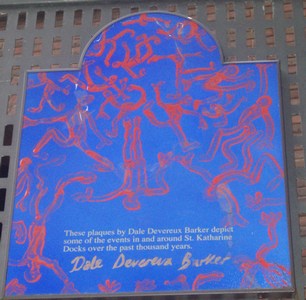 These plaques by Dale Devereux Barker depict
some of the events in and around St. Katharine
Docks over the past thousand years.
Dale Devereux Barker